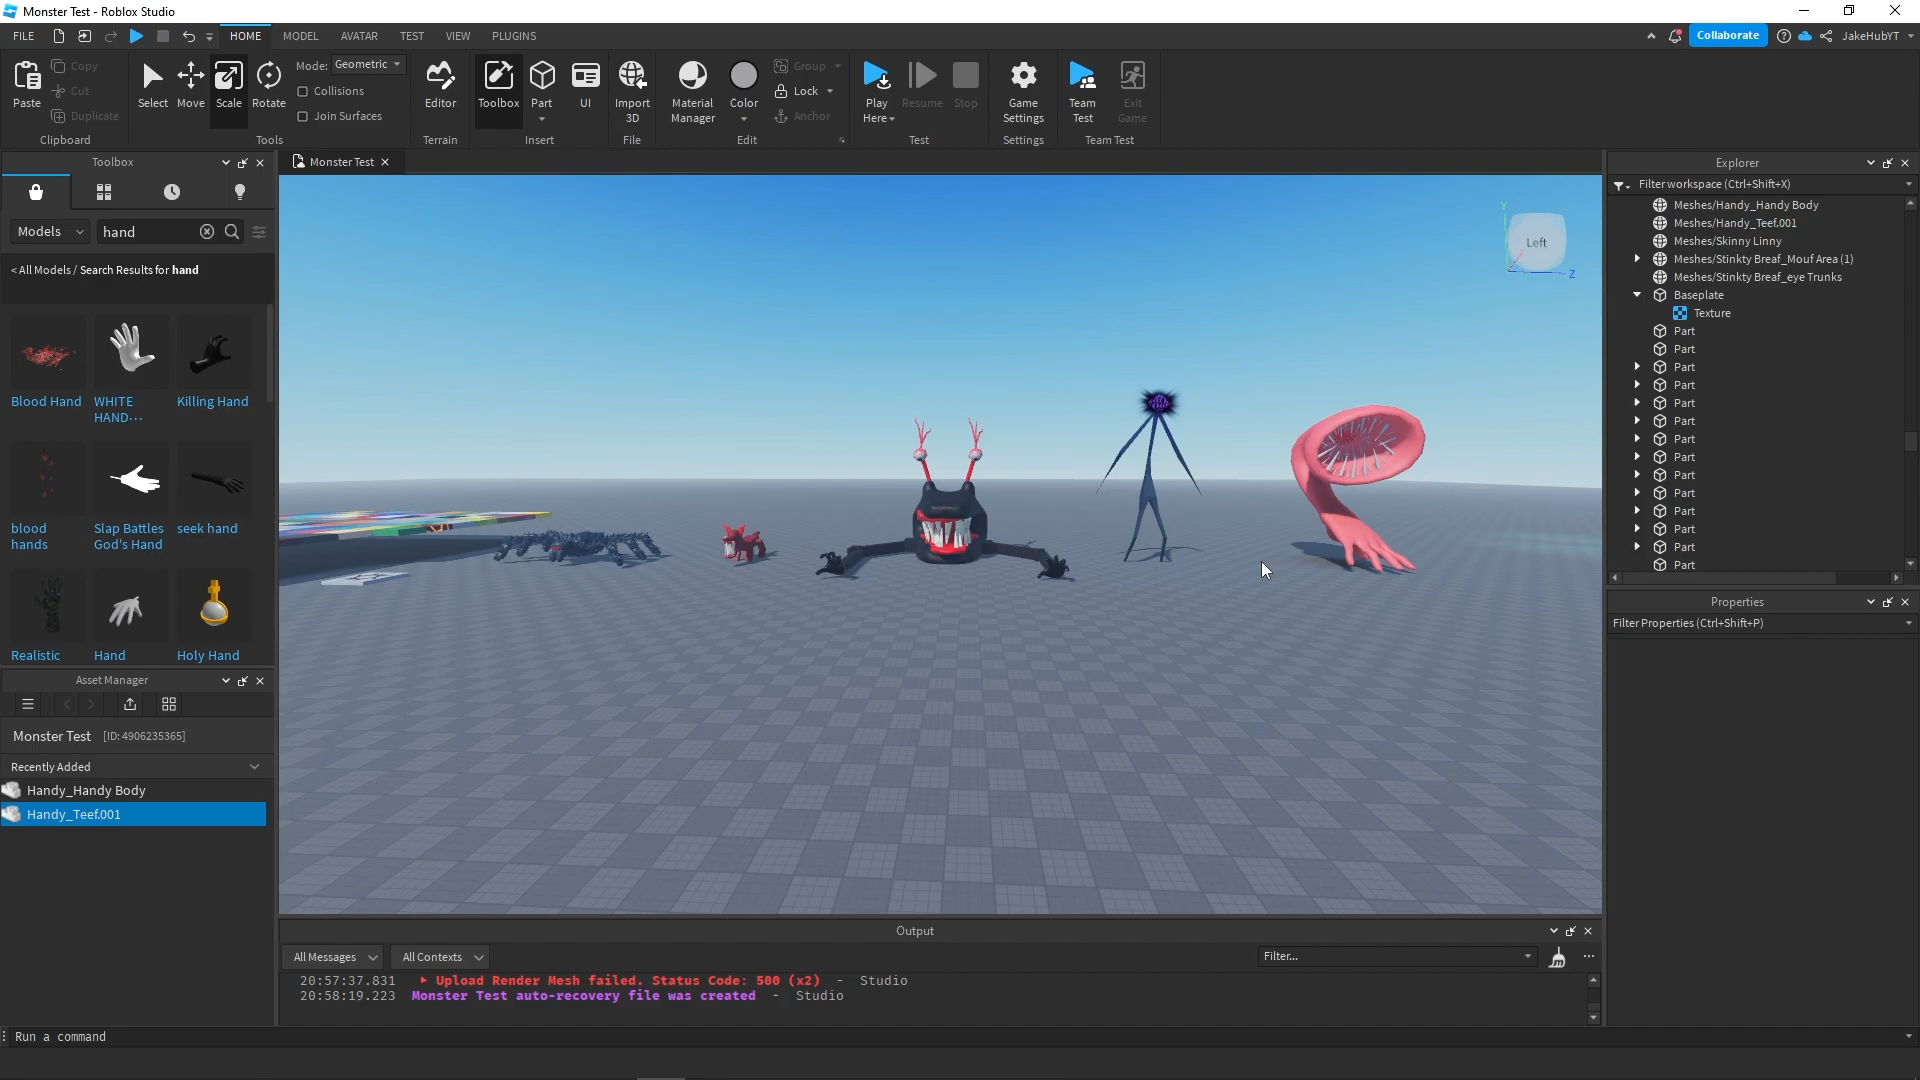 Monster Test - Roblox Studio
FILE
HOME
MODEL
AVATAR
TEST
VIEW
PLUGINS
Collaborate
JakeHubYT
Paste
Copy
Cut
Duplicate
Clipboard
Select
Move
Scale
Rotate
Mode: Geometric
Collisions
Join Surfaces
Tools
Editor
Terrain
Toolbox
Part
UI
Insert
Import
3D
File
Material
Manager
Color
Group
Lock
Anchor
Edit
Play
Here
Resume
Stop
Test
Game
Settings
Settings
Team
Test
Exit
Game
Team Test
Toolbox
Models
hand
< All Models / Search Results for hand
Blood Hand
WHITE
HAND···
Killing Hand
blood
hands
Slap Battles
God's Hand
seek hand
Realistic
Hand
Holy Hand
Asset Manager
Monster Test [ID: 4906235365]
Recently Added
Handy_Handy Body
Handy_Teef.001
Monster Test
Left
Y
Z
Output
All Messages
All Contexts
Filter...
20:57:37.831 Upload Render Mesh failed. Status Code: 500 (x2) - Studio
20:58:19.223 Monster Test auto-recovery file was created - Studio
Run a command
Explorer
Filter workspace (Ctrl+Shift+X)
Meshes/Handy_Handy Body
Meshes/Handy_Teef.001
Meshes/Skinny Linny
Meshes/Stinkty Breaf_Mouf Area (1)
Meshes/Stinkty Breaf_eye Trunks
Baseplate
Texture
Part
Part
Part
Part
Part
Part
Part
Part
Part
Part
Part
Part
Part
Part
Properties
Filter Properties (Ctrl+Shift+P)